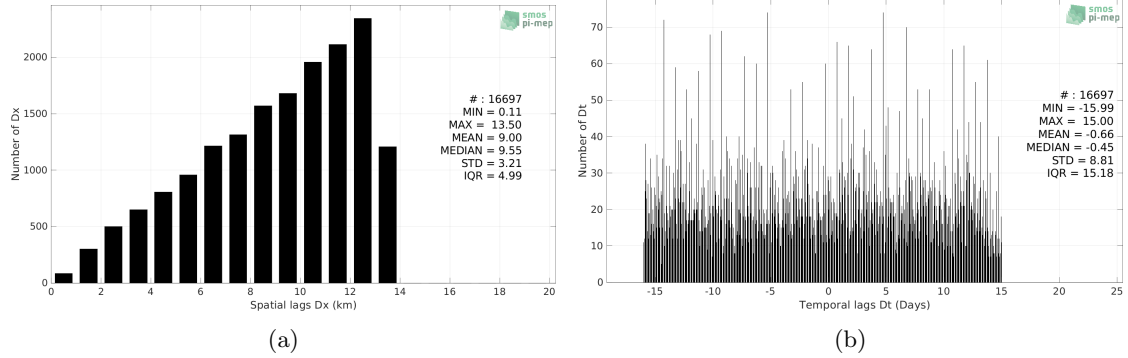 smos
pi-mep
2000
1500
1000
500
0
Number of Dx
# : 16697
MIN = 0.11
MAX = 13.50
MEAN = 9.00
MEDIAN = 9.55
STD = 3.21
IQR = 4.99
0 2 4 6 8 10 12 14 16 18 20
Spatial lags Dx (km)
(a)
smos
pi-mep
70
60
50
40
30
20
10
0
Number of Dt
# : 16697
MIN = -15.99
MAX = 15.00
MEAN = -0.66
MEDIAN = -0.45
STD = 8.81
IQR = 15.18
-15 -10 -5 0 5 10 15 20 25
Temporal lags Dt (Days)
(b)